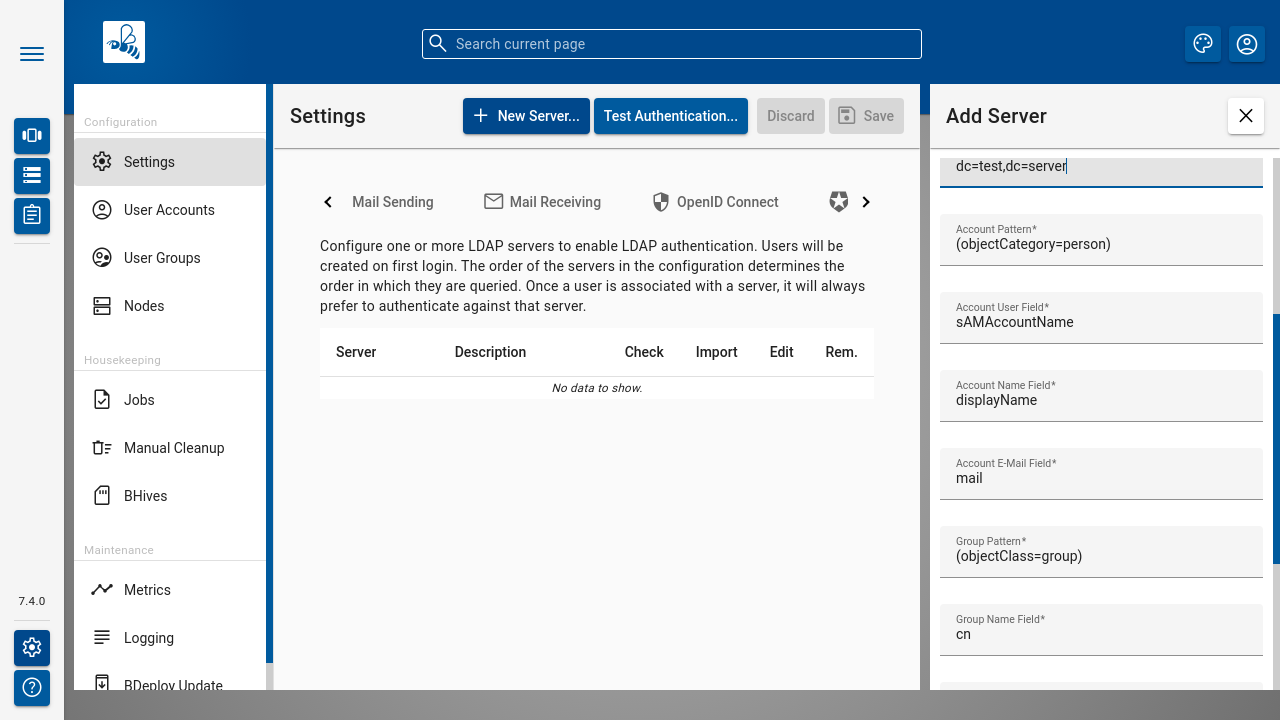 Search current page
Configuration
Settings
User Accounts
User Groups
Nodes
Housekeeping
Jobs
Manual Cleanup
BHives
Maintenance
Metrics
Logging
BDeploy Update
7.4.0
Settings
New Server...
Test Authentication...
Discard
Save
Mail Sending
Mail Receiving
OpenID Connect
Configure one or more LDAP servers to enable LDAP authentication. Users will be
created on first login. The order of the servers in the configuration determines the
order in which they are queried. Once a user is associated with a server, it will always
prefer to authenticate against that server.
Server Description Check Import Edit Rem.
No data to show.
Add Server
dc=test,dc=server
Account Pattern*
(objectCategory=person)
Account User Field*
sAMAccountName
Account Name Field*
displayName
Account E-Mail Field*
mail
Group Pattern*
(objectClass=group)
Group Name Field*
cn